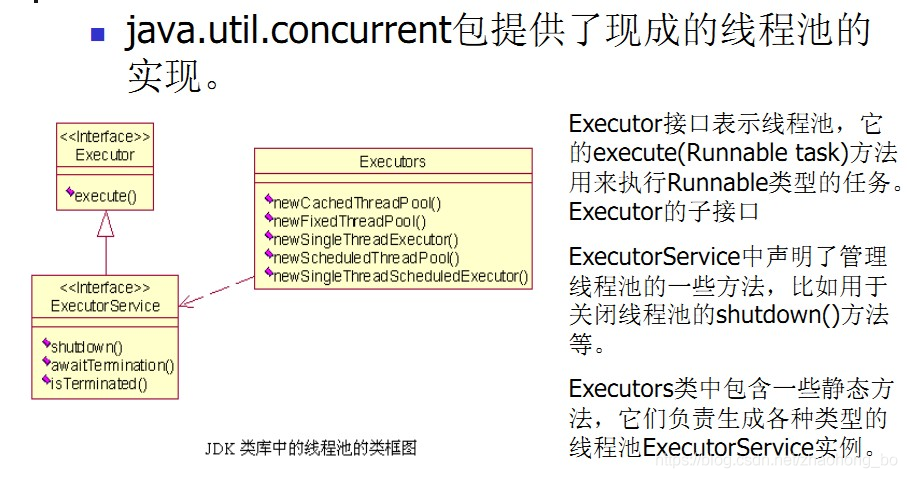 java.util.concurrent包提供了现成的线程池的
实现。
<<Interface>>
Executor
execute()
Executors
newCachedThreadPool()
newFixedThreadPool()
newSingleThreadExecutor()
newScheduledThreadPool()
newSingleThreadScheduledExecutor()
<<Interface>>
ExecutorService
shutdown()
awaitTermination()
isTerminated()
JDK 类库中的线程池的类框图
Executor接口表示线程池，它
的execute(Runnable task)方法
用来执行Runnable类型的任务。
Executor的子接口
ExecutorService中声明了管理
线程池的一些方法，比如用于
关闭线程池的shutdown()方法
等。
Executors类中包含一些静态方
法，它们负责生成各种类型的
线程池ExecutorService实例。
https://blog.csdn.net/zhaohong_bo